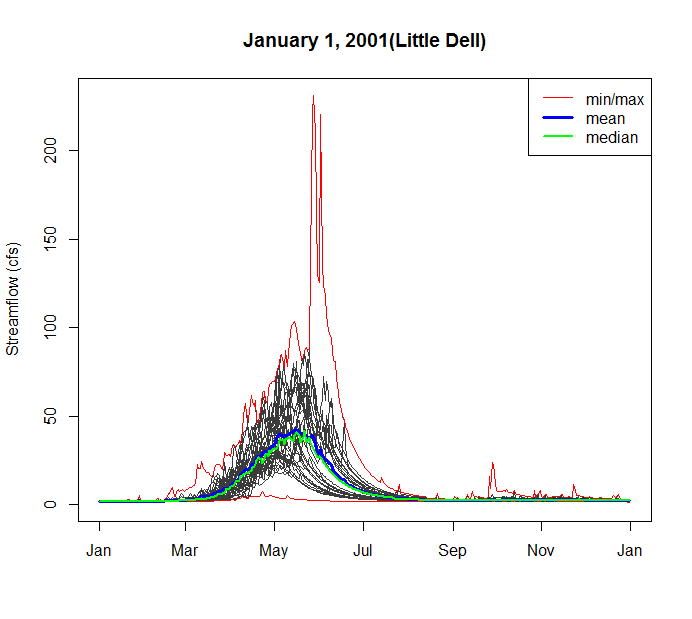 January 1, 2001(Little Dell)
min/max
mean
median
Streamflow (cfs)
200
150
100
50
0
Jan Mar May Jul Sep Nov Jan